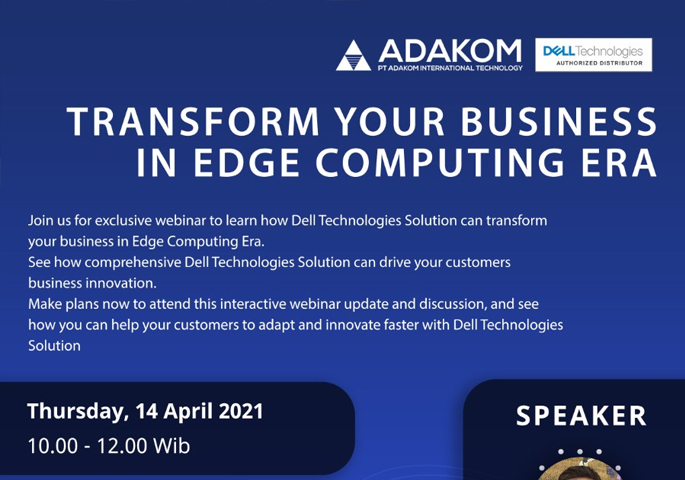 ADAKOM
PT ADAKOM INTERNATIONAL TECHNOLOGY
DELL Technologies
AUTHORIZED DISTRIBUTOR
TRANSFORM YOUR BUSINESS
IN EDGE COMPUTING ERA
Join us for exclusive webinar to learn how Dell Technologies Solution can transform
your business in Edge Computing Era.
See how comprehensive Dell Technologies Solution can drive your customers
business innovation.
Make plans now to attend this interactive webinar update and discussion, and see
how you can help your customers to adapt and innovate faster with Dell Technologies
Solution
Thursday, 14 April 2021
10.00 - 12.00 Wib
SPEAKER